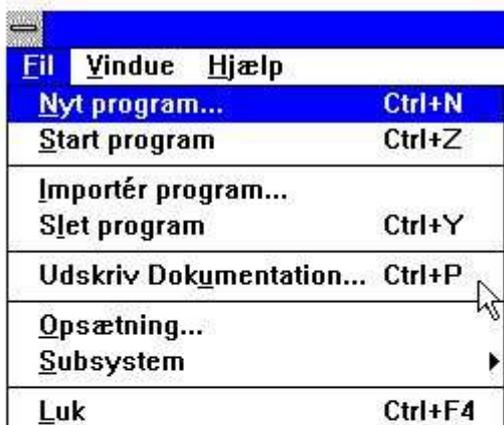 Fil Vindue Hjælp
Nyt program... Ctrl+N
Start program Ctrl+Z
Importér program...
Slet program Ctrl+Y
Udskriv Dokumentation... Ctrl+P
Opsætning...
Subsystem
Luk Ctrl+F4